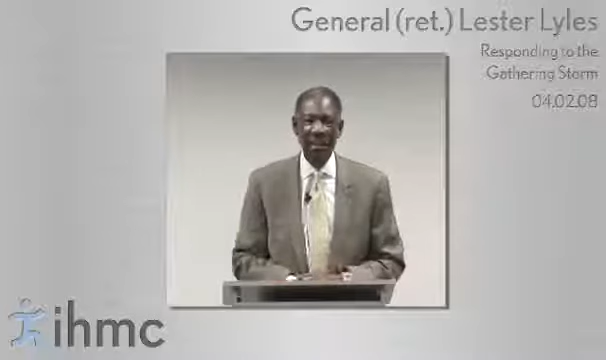 General (ret.) Lester Lyles
Responding to the
Gathering Storm
04.02.08
ihmc